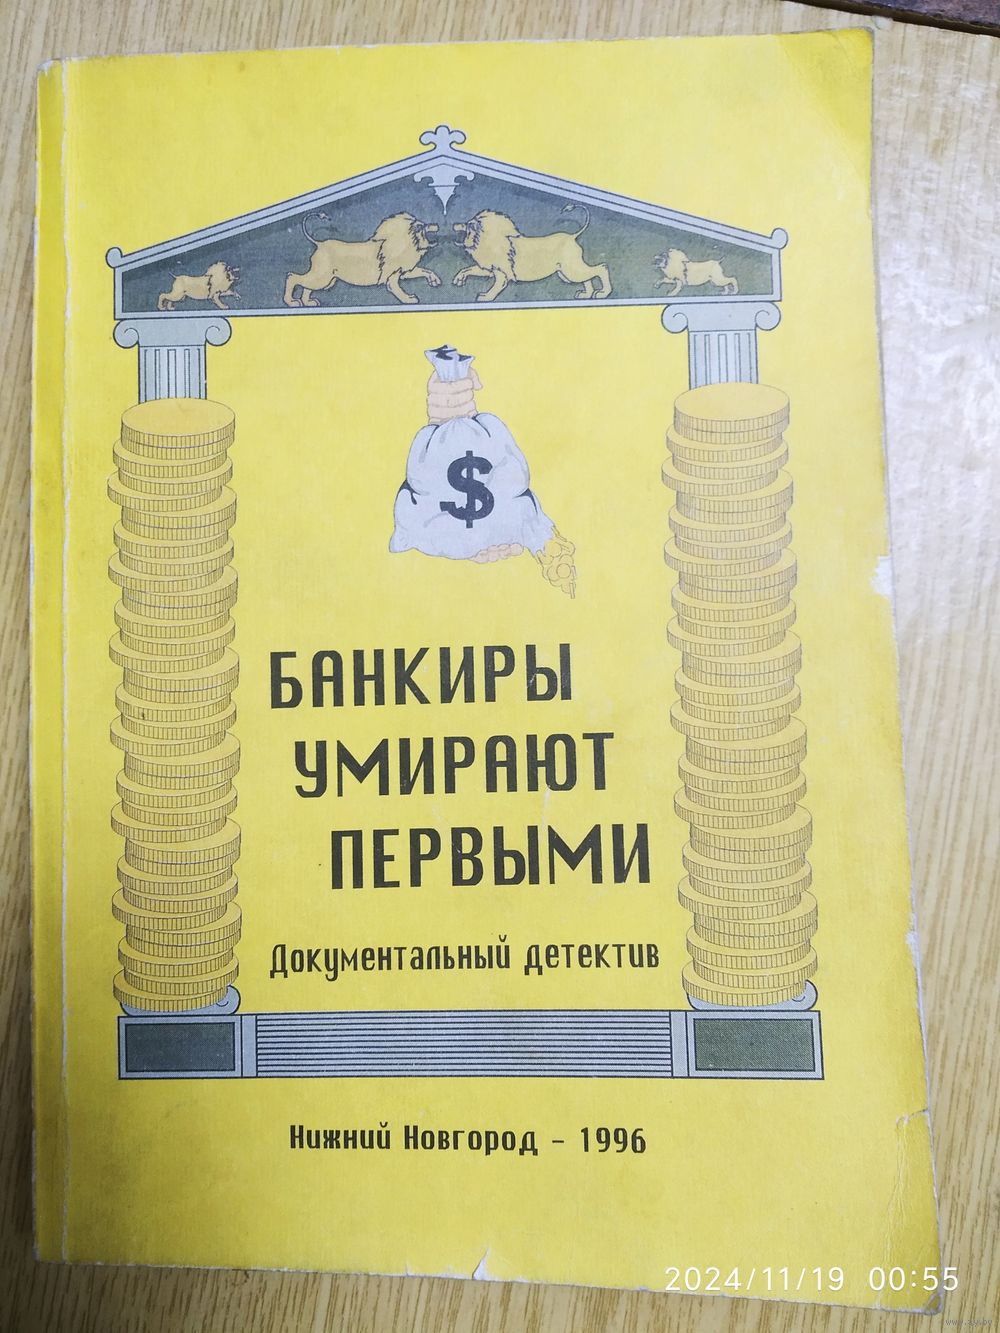 $
БАНКИРЫ
УМИРАЮТ
ПЕРВЫМИ
Документальный детектив
Нижний Новгород - 1996
2024/11/19 00:55